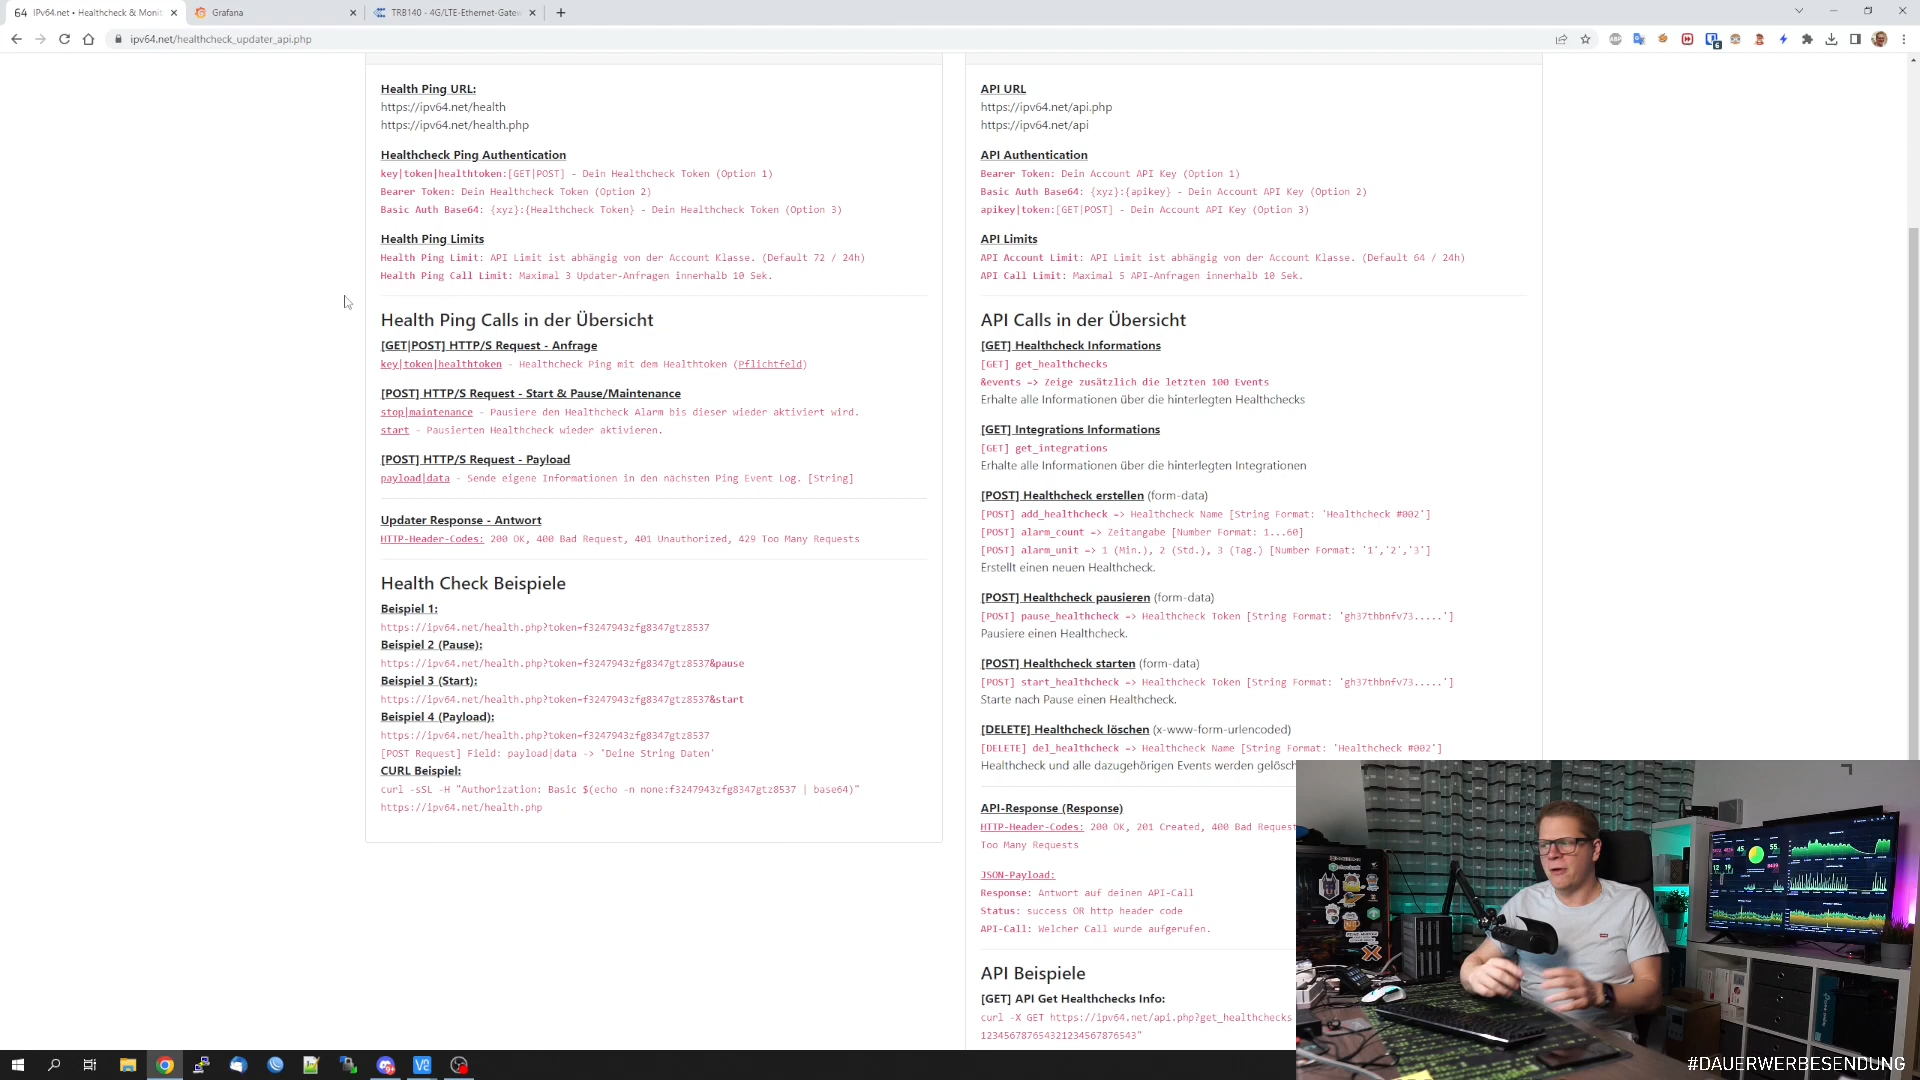 IPv64.net • Healthcheck & Moni
Grafana
TRB140 - 4G/LTE-Ethernet-Gatew
ipv64.net/healthcheck_updater_api.php
Health Ping URL:
https://ipv64.net/health
https://ipv64.net/health.php
Healthcheck Ping Authentication
key|token|healthtoken:[GET|POST] - Dein Healthcheck Token (Option 1)
Bearer Token: Dein Healthcheck Token (Option 2)
Basic Auth Base64: {xyz}:{Healthcheck Token} - Dein Healthcheck Token (Option 3)
Health Ping Limits
Health Ping Limit: API Limit ist abhängig von der Account Klasse. (Default 72 / 24h)
Health Ping Call Limit: Maximal 3 Updater-Anfragen innerhalb 10 Sek.
Health Ping Calls in der Übersicht
[GET|POST] HTTP/S Request - Anfrage
key|token|healthtoken - Healthcheck Ping mit dem Healthtoken (Pflichtfeld)
[POST] HTTP/S Request - Start & Pause/Maintenance
stop|maintenance - Pausiere den Healthcheck Alarm bis dieser wieder aktiviert wird.
start - Pausierten Healthcheck wieder aktivieren.
[POST] HTTP/S Request - Payload
payload|data - Sende eigene Informationen in den nächsten Ping Event Log. [String]
Updater Response - Antwort
HTTP-Header-Codes: 200 OK, 400 Bad Request, 401 Unauthorized, 429 Too Many Requests
Health Check Beispiele
Beispiel 1:
https://ipv64.net/health.php?token=f3247943zfg8347gtz8537
Beispiel 2 (Pause):
https://ipv64.net/health.php?token=f3247943zfg8347gtz8537&pause
Beispiel 3 (Start):
https://ipv64.net/health.php?token=f3247943zfg8347gtz8537&start
Beispiel 4 (Payload):
https://ipv64.net/health.php?token=f3247943zfg8347gtz8537
[POST Request] Field: payload|data -> 'Deine String Daten'
CURL Beispiel:
curl -sSL -H "Authorization: Basic $(echo -n none:f3247943zfg8347gtz8537 | base64)"
https://ipv64.net/health.php
API URL
https://ipv64.net/api.php
https://ipv64.net/api
API Authentication
Bearer Token: Dein Account API Key (Option 1)
Basic Auth Base64: {xyz}:{apikey} - Dein Account API Key (Option 2)
apikey|token:[GET|POST] - Dein Account API Key (Option 3)
API Limits
API Account Limit: API Limit ist abhängig von der Account Klasse. (Default 64 / 24h)
API Call Limit: Maximal 5 API-Anfragen innerhalb 10 Sek.
API Calls in der Übersicht
[GET] Healthcheck Informations
[GET] get_healthchecks
&events => Zeige zusätzlich die letzten 100 Events
Erhalte alle Informationen über die hinterlegten Healthchecks
[GET] Integrations Informations
[GET] get_integrations
Erhalte alle Informationen über die hinterlegten Integrationen
[POST] Healthcheck erstellen (form-data)
[POST] add_healthcheck => Healthcheck Name [String Format: 'Healthcheck #002']
[POST] alarm_count => Zeitangabe [Number Format: 1...60]
[POST] alarm_unit => 1 (Min.), 2 (Std.), 3 (Tag.) [Number Format: '1','2','3']
Erstellt einen neuen Healthcheck.
[POST] Healthcheck pausieren (form-data)
[POST] pause_healthcheck => Healthcheck Token [String Format: 'gh37thbnfv73.....']
Pausiere einen Healthcheck.
[POST] Healthcheck starten (form-data)
[POST] start_healthcheck => Healthcheck Token [String Format: 'gh37thbnfv73.....']
Starte nach Pause einen Healthcheck.
[DELETE] Healthcheck löschen (x-www-form-urlencoded)
[DELETE] del_healthcheck => Healthcheck Name [String Format: 'Healthcheck #002']
Healthcheck und alle dazugehörigen Events werden gelösch
API-Response (Response)
HTTP-Header-Codes: 200 OK, 201 Created, 400 Bad Request
Too Many Requests
JSON-Payload:
Response: Antwort auf deinen API-Call
Status: success OR http header code
API-Call: Welcher Call wurde aufgerufen.
API Beispiele
[GET] API Get Healthchecks Info:
curl -X GET https://ipv64.net/api.php?get_healthchecks
123456787654321234567876543"
#DAUERWERBESENDUNG